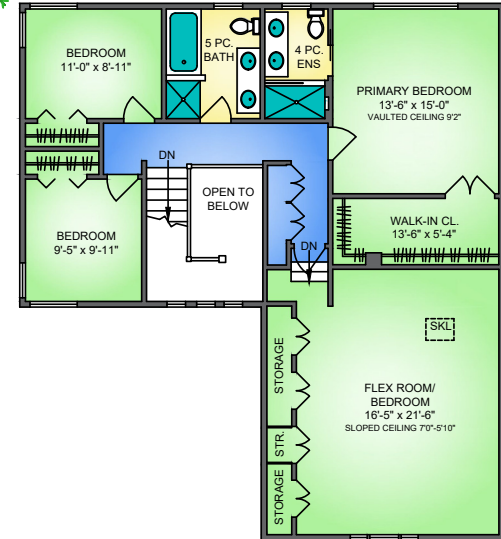 BEDROOM
11'-0" x 8'-11"
5 PC.
BATH
4 PC.
ENS
PRIMARY BEDROOM
13'-6" x 15'-0"
VAULTED CEILING 9'2"
DN
OPEN TO
BELOW
BEDROOM
9'-5" x 9'-11"
WALK-IN CL.
13'-6" x 5'-4"
DN
SKL
STORAGE
FLEX ROOM/
BEDROOM
16'-5" x 21'-6"
SLOPED CEILING 7'0"-5'10"
STR.
STORAGE